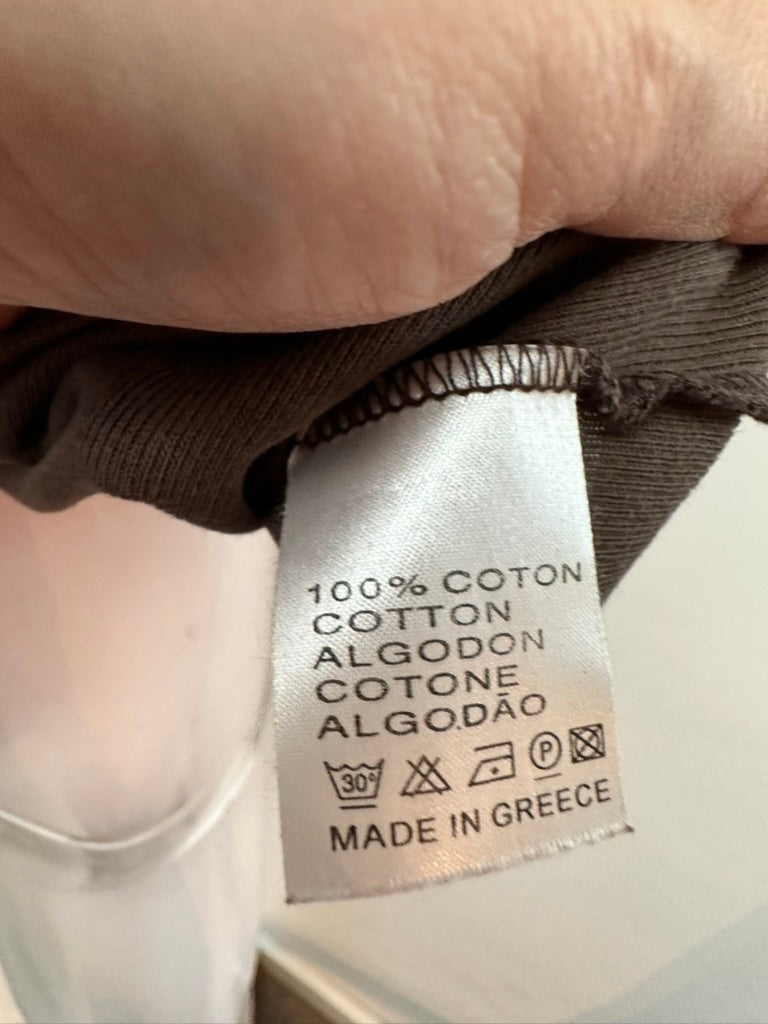 100% COTON
COTTON
ALGODON
COTONE
ALGODÃO
30° P
MADE IN GREECE